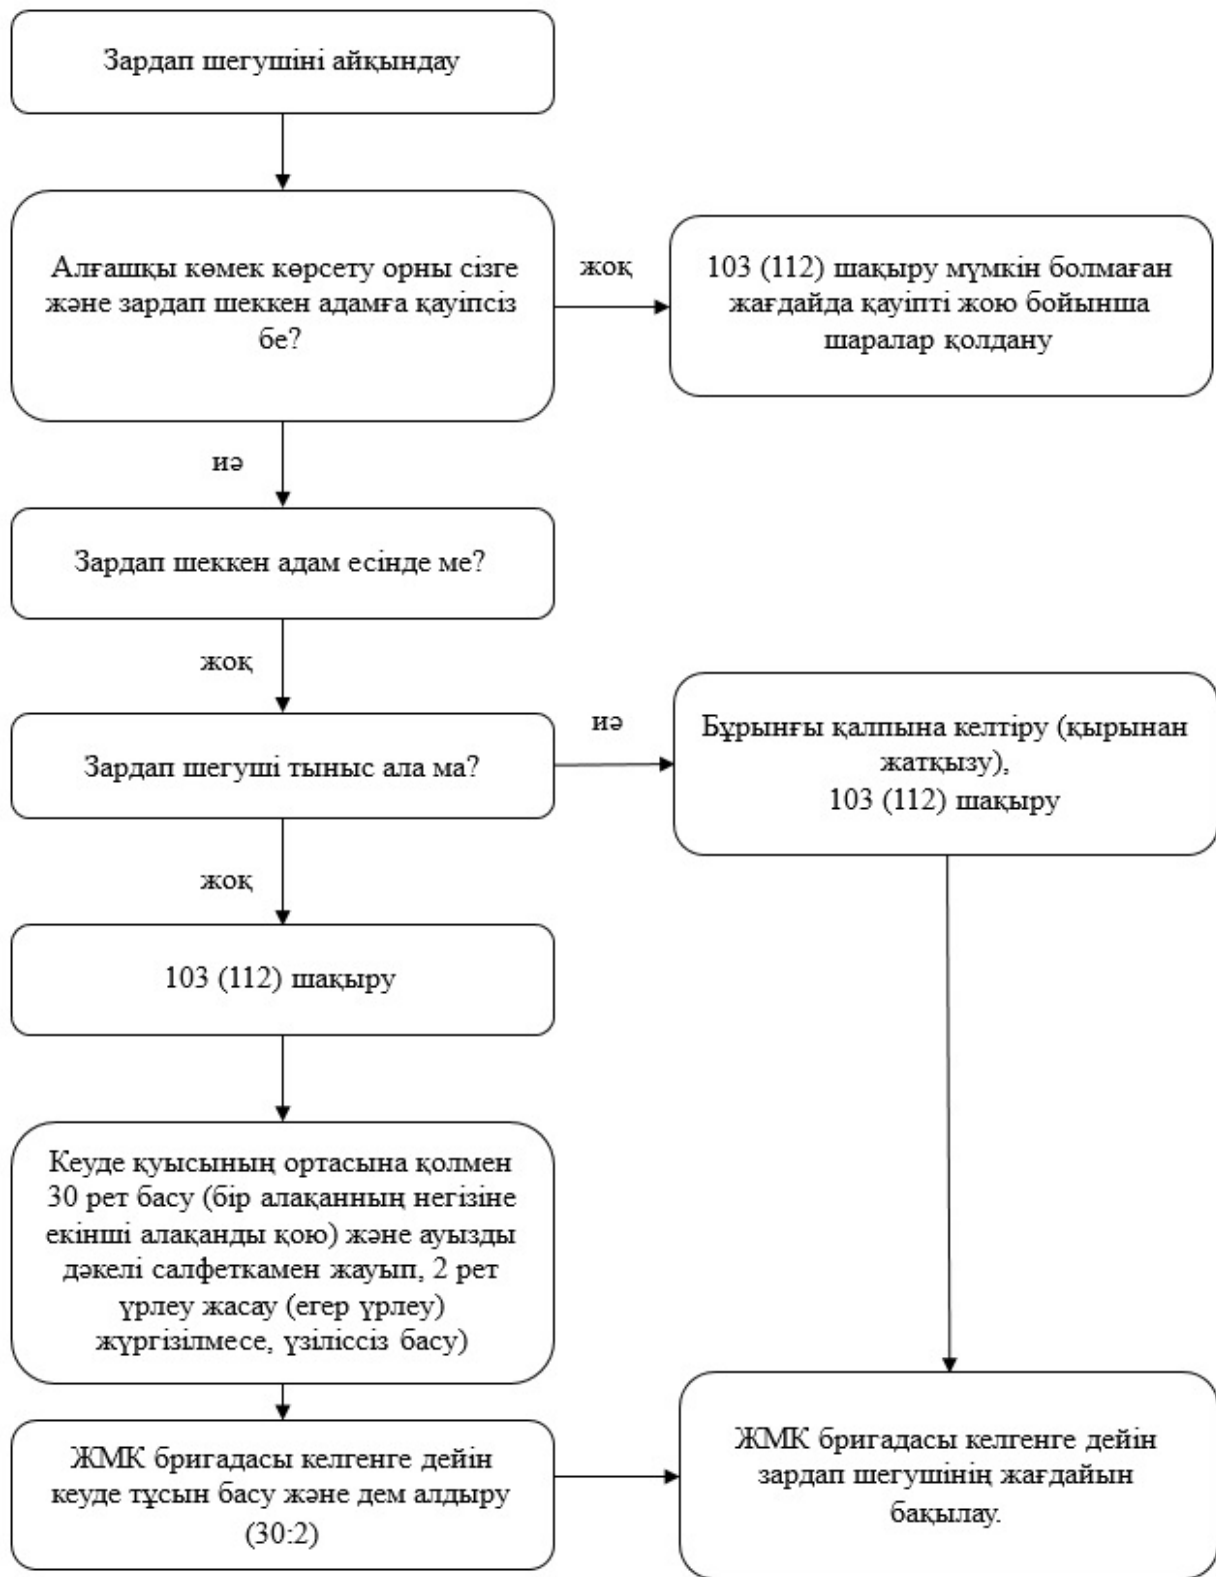 Зардап шегушіні айқындау
Алғашқы көмек көрсету орны сізге
және зардап шеккен адамға қауіпсіз
бе?
жоқ
103 (112) шақыру мүмкін болмаған
жағдайда қауіпті жою бойынша
шаралар қолдану
иә
Зардап шеккен адам есінде ме?
жоқ
Зардап шегуші тыныс ала ма?
иә
Бұрынғы қалпына келтіру (қырынан
жатқызу),
103 (112) шақыру
жоқ
103 (112) шақыру
Кеуде қуысының ортасына қолмен
30 рет басу (бір алақанның негізіне
екінші алақанды қою) және ауызды
дәкелі салфеткамен жауып, 2 рет
үрлеу жасау (егер үрлеу)
жүргізілмесе, үзіліссіз басу)
ЖМК бригадасы келгенге дейін
кеуде тұсын басу және дем алдыру
(30:2)
ЖМК бригадасы келгенге дейін
зардап шегушінің жағдайын
бақылау.